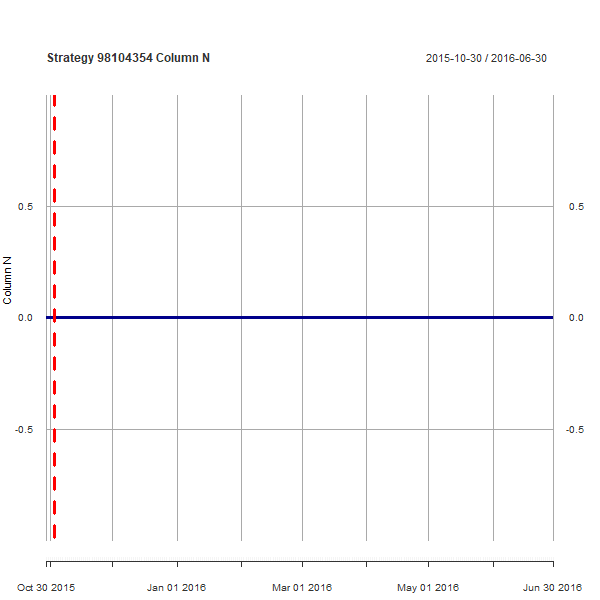 Strategy 98104354 Column N
2015-10-30 / 2016-06-30
0.5
0.5
Column N
0.0
0.0
-0.5
-0.5
Oct 30 2015
Jan 01 2016
Mar 01 2016
May 01 2016
Jun 30 2016